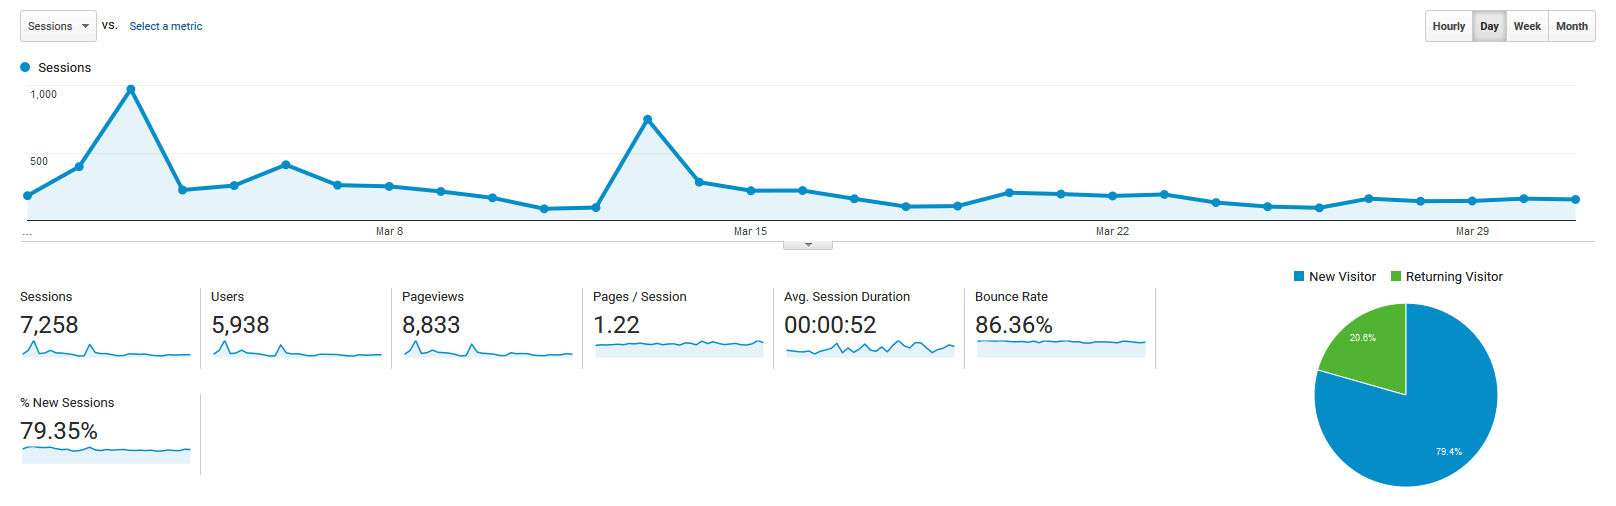 Sessions vs. Select a metric
Hourly Day Week Month
Sessions
1,000
500
... Mar 8 Mar 15 Mar 22 Mar 29
New Visitor Returning Visitor
Sessions
7,258
Users
5,938
Pageviews
8,833
Pages / Session
1.22
Avg. Session Duration
00:00:52
Bounce Rate
86.36%
% New Sessions
79.35%
20.6%
79.4%